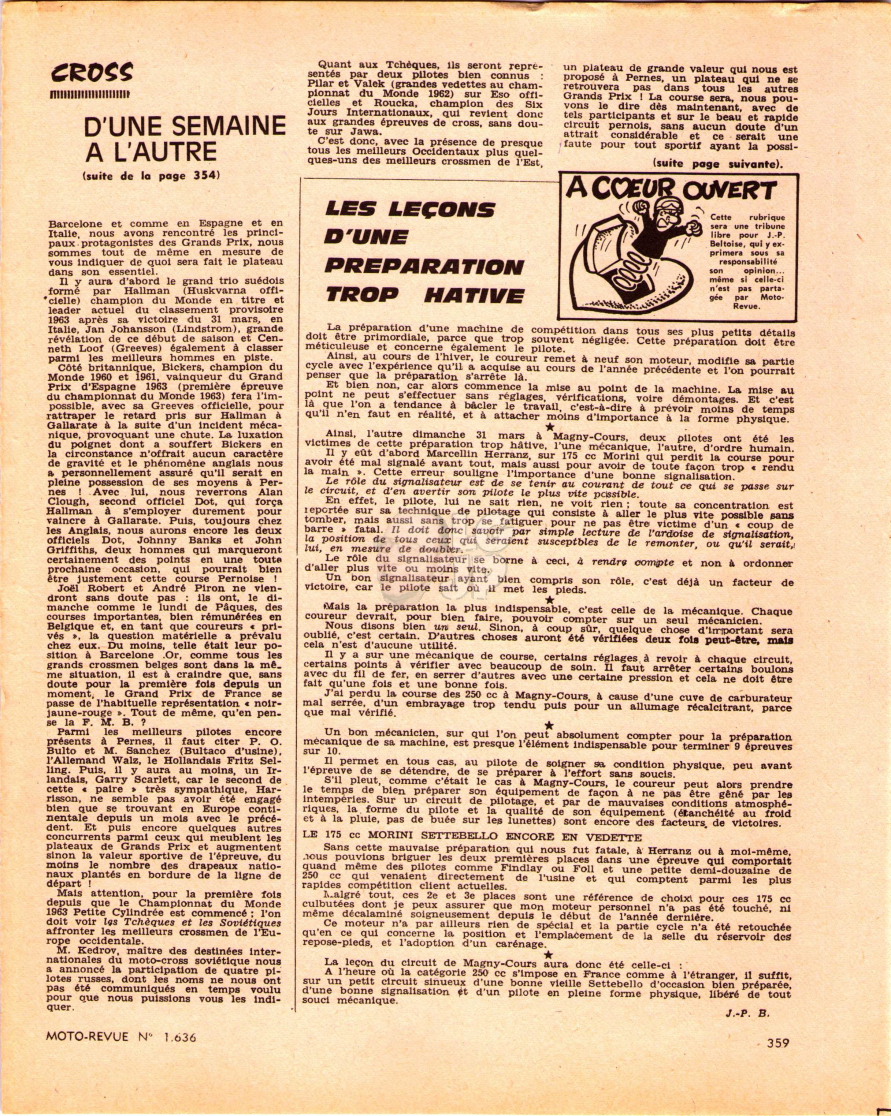 CROSS
D'UNE SEMAINE
A L'AUTRE
(suite de la page 354)
Barcelone et comme en Espagne et en
Italie, nous avons rencontré les princi-
paux protagonistes des Grands Prix, nous
sommes tout de même en mesure de
vous indiquer de quoi sera fait le plateau
dans son essentiel.
Il y aura d'abord le grand trio suédois
formé par Hallman (Huskvarna offi-
cielle) champion du Monde en titre et
leader actuel du classement provisoire
1963 après sa victoire du 31 mars, en
Italie, Jan Johansson (Lindstrom), grande
révélation de ce début de saison et Cen-
neth Loof (Greeves) également à classer
parmi les meilleurs hommes en piste.
Côté britannique, Bickers, champion du
Monde 1960 et 1961, vainqueur du Grand
Prix d'Espagne 1963 (première épreuve
du championnat du Monde 1963) fera l'im-
possible, avec sa Greeves officielle, pour
rattraper le retard pris sur Hallman à
Gallarate à la suite d'un incident méca-
nique, provoquant une chute. La luxation
du poignet dont a souffert Bickers en
la circonstance n'offrait aucun caractère
de gravité et le phénomène anglais nous
a personnellement assuré qu'il serait en
pleine possession de ses moyens à Per-
nes ! Avec lui, nous reverrons Alan
Clough, second officiel Dot, qui força
Hallman à s'employer durement pour
vaincre à Gallarate. Puis, toujours chez
les Anglais, nous aurons encore les deux
officiels Dot, Johnny Banks et John
Griffiths, deux hommes qui marqueront
certainement des points en une toute
prochaine occasion, qui pourrait bien
être justement cette course Pernoise !
Joël Robert et André Piron ne vien-
dront sans doute pas : ils ont, le di-
manche comme le lundi de Pâques, des
courses importantes, bien rémunérées en
Belgique et, en tant que coureurs « pri-
vés », la question matérielle a prévalu
chez eux. Du moins, telle était leur po-
sition à Barcelone .Or, comme tous les
grands crossmen belges sont dans la mê-
me situation, il est à craindre que, sans
doute pour la première fois depuis un
moment, le Grand Prix de France se
passe de l'habituelle représentation « noir-
jaune-rouge ». Tout de même, qu'en pen-
se la F. M. B. ?
Parmi les meilleurs pilotes encore
présents à Pernes, il faut citer P. O.
Bulto et M. Sanchez (Bultaco d'usine),
l'Allemand Walz, le Hollandais Fritz Sel-
ling. Puis, il y aura au moins, un Ir-
landais, Garry Scarlett, car le second de
cette « paire » très sympathique, Har-
risson, ne semble pas avoir été engagé
bien que se trouvant en Europe conti-
nentale depuis un mois avec le précé-
dent. Et puis encore quelques autres
concurrents parmi ceux qui meublent les
plateaux de Grands Prix et augmentent
sinon la valeur sportive de l'épreuve, du
moins le nombre des drapeaux natio-
naux plantés en bordure de la ligne de
départ !
Mais attention, pour la première fois
depuis que le Championnat du Monde
1963 Petite Cylindrée est commencé ; l'on
doit voir les Tchèques et les Soviétiques
affronter les meilleurs crossmen de l'Eu-
rope occidentale.
M. Kedrov, maître des destinées inter-
nationales du moto-cross soviétique nous
a annoncé la participation de quatre pi-
lotes russes, dont les noms ne nous ont
pas été communiqués en temps voulu
pour que nous puissions vous les indi-
quer.
Quant aux Tchèques, ils seront repré-
sentés par deux pilotes bien connus :
Pilar et Valek (grandes vedettes au cham-
pionnat du Monde 1962) sur Eso offi-
cielles et Roucka, champion des Six
Jours Internationaux, qui revient donc
aux grandes épreuves de cross, sans dou-
te sur Jawa.
C'est donc, avec la présence de presque
tous les meilleurs Occidentaux plus quel-
ques-uns des meilleurs crossmen de l'Est,
un plateau de grande valeur qui nous est
proposé à Pernes, un plateau qui ne se
retrouvera pas dans tous les autres
Grands Prix ! La course sera, nous pou-
vons le dire dès maintenant, avec de
tels participants et sur le beau et rapide
circuit pernois, sans aucun doute d'un
attrait considérable et ce serait une
faute pour tout sportif ayant la possi-
(suite page suivante).
LES LEÇONS
D'UNE
PREPARATION
TROP HATIVE
A COEUR OUVERT
Cette rubrique
sera une tribune
libre pour J.-P.
Beltoise, qui y ex-
primera sous sa
responsabilité
son opinion...
même si celle-ci
n'est pas parta-
gée par Moto-
Revue.
La préparation d'une machine de compétition dans tous ses plus petits détails
doit être primordiale, parce que trop souvent négligée. Cette préparation doit être
méticuleuse et concerne également le pilote.
Ainsi, au cours de l'hiver, le coureur remet à neuf son moteur, modifie sa partie
cycle avec l'expérience qu'il a acquise au cours de l'année précédente et l'on pourrait
penser que la préparation s'arrête là.
Et bien non, car alors commence la mise au point de la machine. La mise au
point ne peut s'effectuer sans réglages, vérifications, voire démontages. Et c'est
là que l'on a tendance à bâcler le travail, c'est-à-dire à prévoir moins de temps
qu'il n'en faut en réalité, et à attacher moins d'importance à la forme physique.
★
Ainsi, l'autre dimanche 31 mars à Magny-Cours, deux pilotes ont été les
victimes de cette préparation trop hâtive, l'une mécanique, l'autre, d'ordre humain.
Il y eût d'abord Marcellin Herranz, sur 175 cc Morini qui perdit la course pour
avoir été mal signalé avant tout, mais aussi pour avoir de toute façon trop « rendu
la main ». Cette erreur souligne l'importance d'une bonne signalisation.
Le rôle du signalisateur est de se tenir au courant de tout ce qui se passe sur
le circuit, et d'en avertir son pilote le plus vite possible.
En effet, le pilote, lui ne sait rien, ne voit rien ; toute sa concentration est
reportée sur sa technique de pilotage qui consiste à aller le plus vite possible sans
tomber, mais aussi sans trop se fatiguer pour ne pas être victime d'un « coup de
barre » fatal. Il doit donc savoir par simple lecture de l'ardoise de signalisation,
la position de tous ceux qui seraient susceptbles de le remonter, ou qu'il serait,
lui, en mesure de doubler.
Le rôle du signalisateur se borne à ceci, à rendre compte et non à ordonner
d'aller plus vite ou moins vite.
Un bon signalisateur ayant bien compris son rôle, c'est déjà un facteur de
victoire, car le pilote sait où il met les pieds.
★
Mais la préparation la plus indispensable, c'est celle de la mécanique. Chaque
coureur devrait, pour bien faire, pouvoir compter sur un seul mécanicien.
Nous disons bien un seul. Sinon, à coup sûr, quelque chose d'important sera
oublié, c'est certain. D'autres choses auront été vérifiées deux fois peut-être, mais
cela n'est d'aucune utilité.
Il y a sur une mécanique de course, certains réglages à revoir à chaque circuit,
certains points à vérifier avec beaucoup de soin. Il faut arrêter certains boulons
avec du fil de fer, en serrer d'autres avec une certaine pression et cela ne doit être
fait qu'une fois et une bonne fois.
J'ai perdu la course des 250 cc à Magny-Cours, à cause d'une cuve de carburateur
mal serrée, d'un embrayage trop tendu puis pour un allumage récalcitrant, parce
que mal vérifié.
★
Un bon mécanicien, sur qui l'on peut absolument compter pour la préparation
mécanique de sa machine, est presque l'élément indispensable pour terminer 9 épreuves
sur 10.
Il permet en tous cas, au pilote de soigner sa condition physique, peu avant
l'épreuve de se détendre, de se préparer à l'effort sans soucis.
S'il pleut, comme c'était le cas à Magny-Cours, le coureur peut alors prendre
le temps de bien préparer son équipement de façon à ne pas être gêné par les
intempéries. Sur un circuit de pilotage, et par de mauvaises conditions atmosphé-
riques, la forme du pilote et la qualité de son équipement (étanchéité au froid
et à la pluie, pas de buée sur les lunettes) sont encore des facteurs, de victoires.
LE 175 cc MORINI SETTEBELLO ENCORE EN VEDETTE
Sans cette mauvaise préparation qui nous fut fatale, à Herranz ou à moi-même,
nous pouvions briguer les deux premières places dans une épreuve qui comportait
quand même des pilotes comme Findlay ou Foll et une petite demi-douzaine de
250 cc qui venaient directement de l'usine et qui comptent parmi les plus
rapides compétition client actuelles.
Malgré tout, ces 2e et 3e places sont une référence de choix pour ces 175 cc
culbutées dont je peux assurer que mon moteur personnel n'a pas été touché, ni
même décalaminé soigneusement depuis le début de l'année dernière.
Ce moteur n'a par ailleurs rien de spécial et la partie cycle n'a été retouchée
qu'en ce qui concerne la position et l'emplacement de la selle du réservoir des
repose-pieds, et l'adoption d'un carénage.
★
La leçon du circuit de Magny-Cours aura donc été celle-ci :
A l'heure où la catégorie 250 cc s'impose en France comme à l'étranger, il suffit,
sur un petit circuit sinueux d'une bonne vieille Settebello d'occasion bien préparée,
d'une bonne signalisation et d'un pilote en pleine forme physique, libéré de tout
souci mécanique.
J.-P. B.
MOTO-REVUE N° 1.636
359